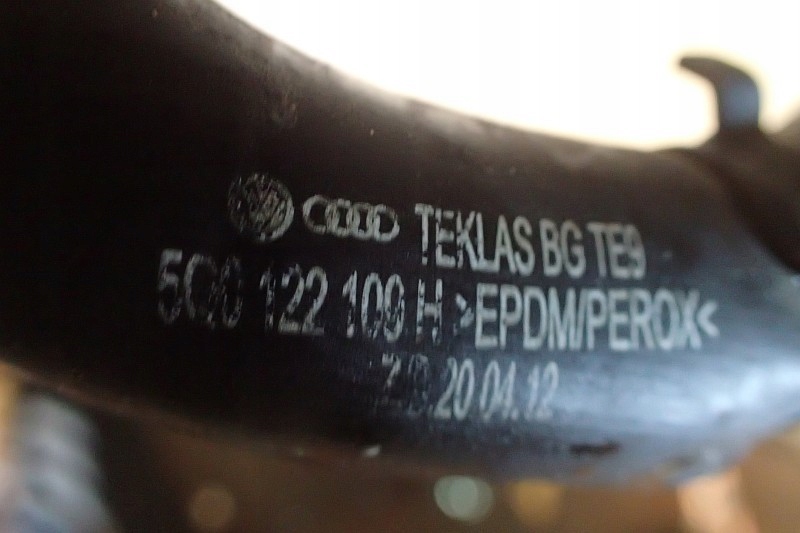 TEKLAS BG TE9
5Q0 122 109 H >EPDM/PEROX<
20 04.12